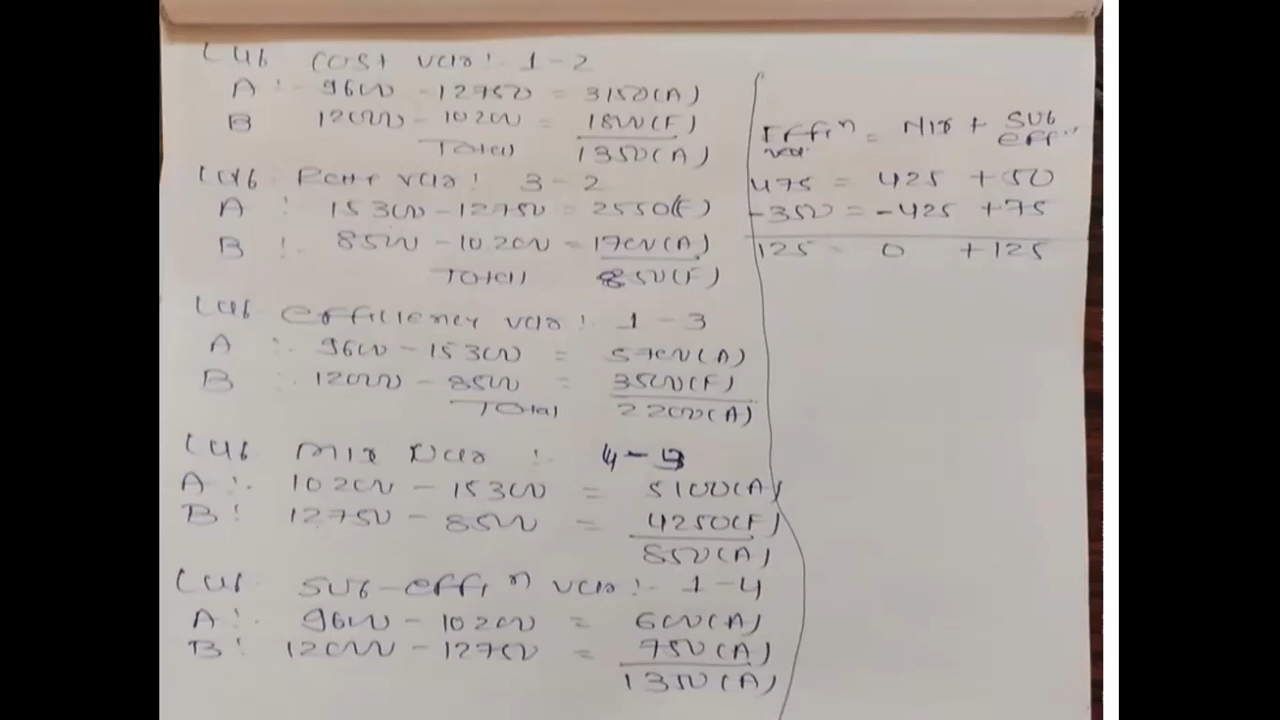 Lab cost var: 1-2
A :- 9600 - 12750 = 3150(A)
B 12000 - 10200 = 1800(F)
Total 1350(A)
Lab Rate var: 3-2
A : 15300 - 12750 = 2550(F)
B :. 8500 - 10200 = 1700(A)
Total 850(F)
Lab efficiency var: 1-3
A :. 9600 - 15300 = 5700(A)
B : 12000 - 8500 = 3500(F)
Total 2200(A)
Lab mix var :- 4-3
A :. 10200 - 15300 = 5100(A)
B : 12750 - 8500 = 4250(F)
850(A)
Lab sub-effin var:- 1-4
A :. 9600 - 10200 = 600(A)
B : 12000 - 12750 = 750(A)
1350(A)
Effin var = Mix + Sub eff"
475 = 425 + 50
-350 = -425 + 75
125 = 0 + 125